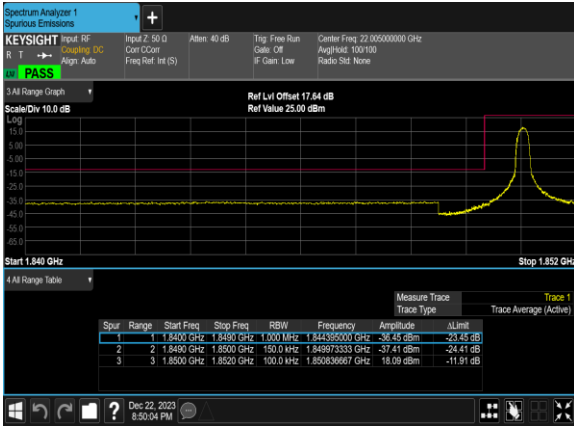 Spectrum Analyzer 1
Spurious Emissions
KEYSIGHT Input: RF Input Z: 50 Ω Atten: 40 dB Trig: Free Run Center Freq: 22.005000000 GHz
R T Coupling: DC Corr CCorr Gate: Off Avg|Hold: 100/100
Align: Auto Freq Ref: Int (S) IF Gain: Low Radio Std: None
PASS
3 All Range Graph
Ref Lvl Offset 17.64 dB
Scale/Div 10.0 dB Ref Value 25.00 dBm
Log
15.0
5.00
-5.00
-15.0
-25.0
-35.0
-45.0
-55.0
-65.0
Start 1.840 GHz Stop 1.852 GHz
4 All Range Table
Measure Trace Trace 1
Trace Type Trace Average (Active)
Spur Range Start Freq Stop Freq RBW Frequency Amplitude ΔLimit
1 1 1.8400 GHz 1.8490 GHz 1.000 MHz 1.844395000 GHz -36.45 dBm -23.45 dB
2 2 1.8490 GHz 1.8500 GHz 150.0 kHz 1.849973333 GHz -37.41 dBm -24.41 dB
3 3 1.8500 GHz 1.8520 GHz 100.0 kHz 1.850836667 GHz 18.09 dBm -11.91 dB
Dec 22, 2023
8:50:04 PM